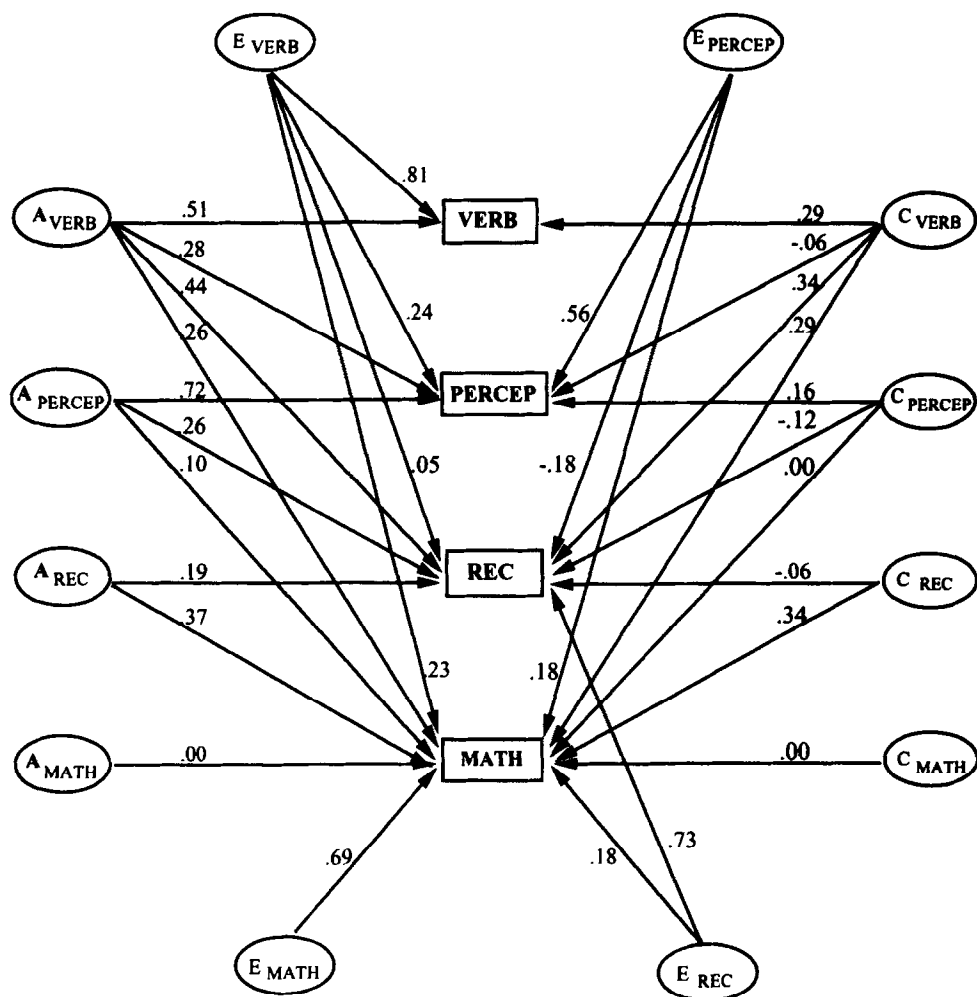 E VERB
E PERCEP
.81
A VERB
.51
VERB
.29
C VERB
.28
-.06
.44
.34
.26
.24
.56
.29
A PERCEP
.72
PERCEP
.16
C PERCEP
.26
-.12
.10
.05
-.18
.00
A REC
.19
REC
-.06
C REC
.37
.34
.23
.18
A MATH
.00
MATH
.00
C MATH
.69
.18
.73
E MATH
E REC